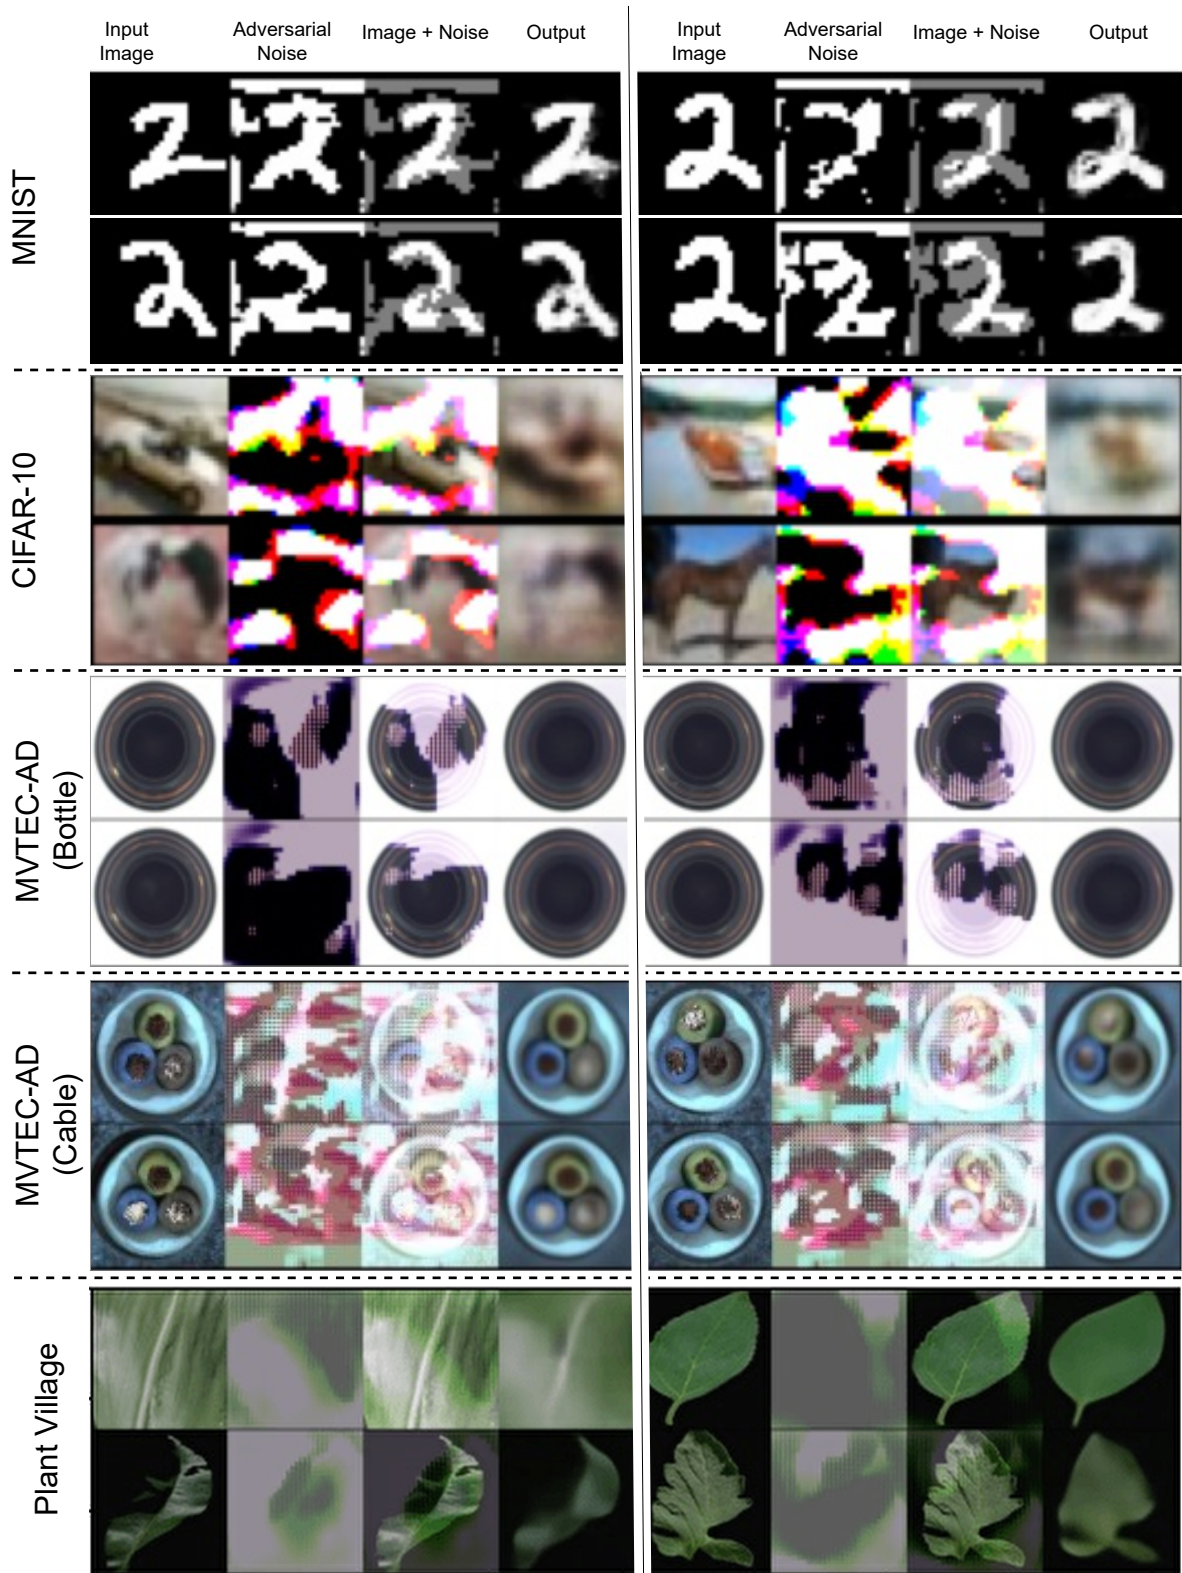 Input
Image
Adversarial
Noise
Image + Noise
Output
Input
Image
Adversarial
Noise
Image + Noise
Output
MNIST
CIFAR-10
MVTEC-AD
(Bottle)
MVTEC-AD
(Cable)
Plant Village